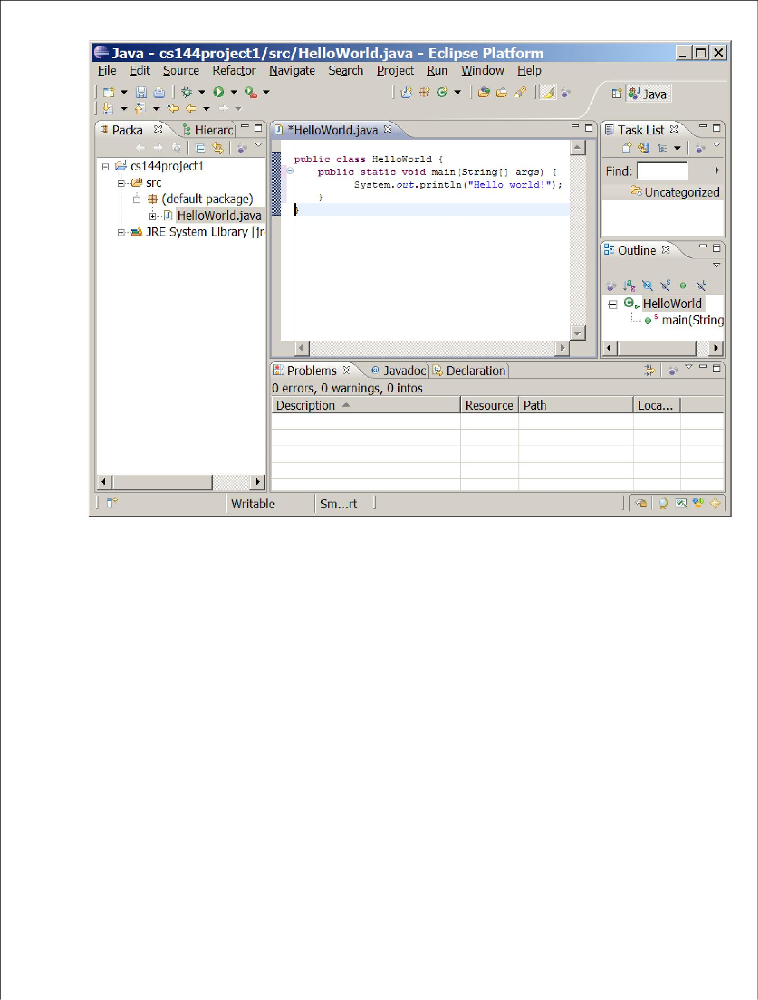 Java - cs144project1/src/HelloWorld.java - Eclipse Platform
File Edit Source Refactor Navigate Search Project Run Window Help
Java
Packa Hierarc
cs144project1
src
(default package)
HelloWorld.java
JRE System Library [jr
*HelloWorld.java
public class HelloWorld {
public static void main(String[] args) {
System.out.println("Hello world!");
}
}
Task List
Find:
Uncategorized
Outline
HelloWorld
main(String
Problems @ Javadoc Declaration
0 errors, 0 warnings, 0 infos
Description Resource Path Loca...
Writable Sm...rt